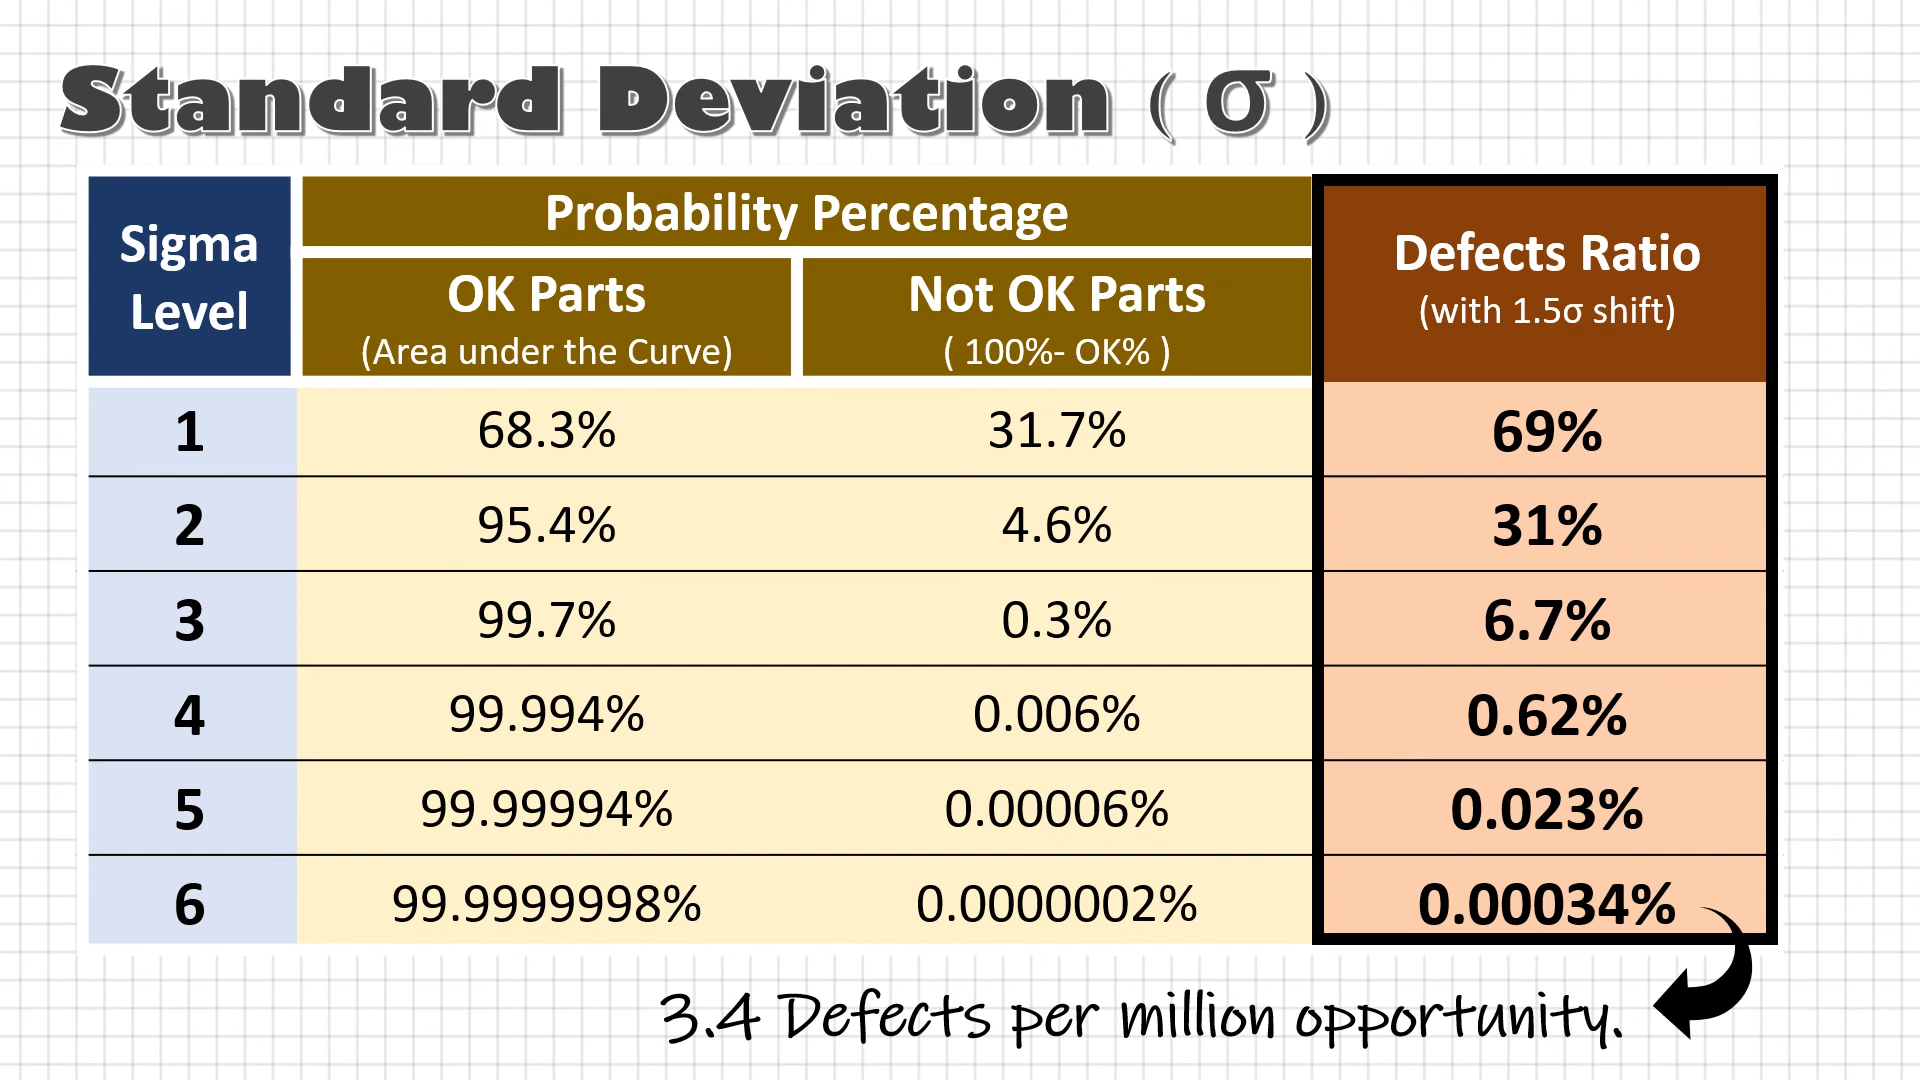 Standard Deviation ( σ )
Sigma Level
Probability Percentage
Defects Ratio
(with 1.5σ shift)
OK Parts
(Area under the Curve)
Not OK Parts
( 100%- OK% )
1 68.3% 31.7% 69%
2 95.4% 4.6% 31%
3 99.7% 0.3% 6.7%
4 99.994% 0.006% 0.62%
5 99.99994% 0.00006% 0.023%
6 99.9999998% 0.0000002% 0.00034%
3.4 Defects per million opportunity.